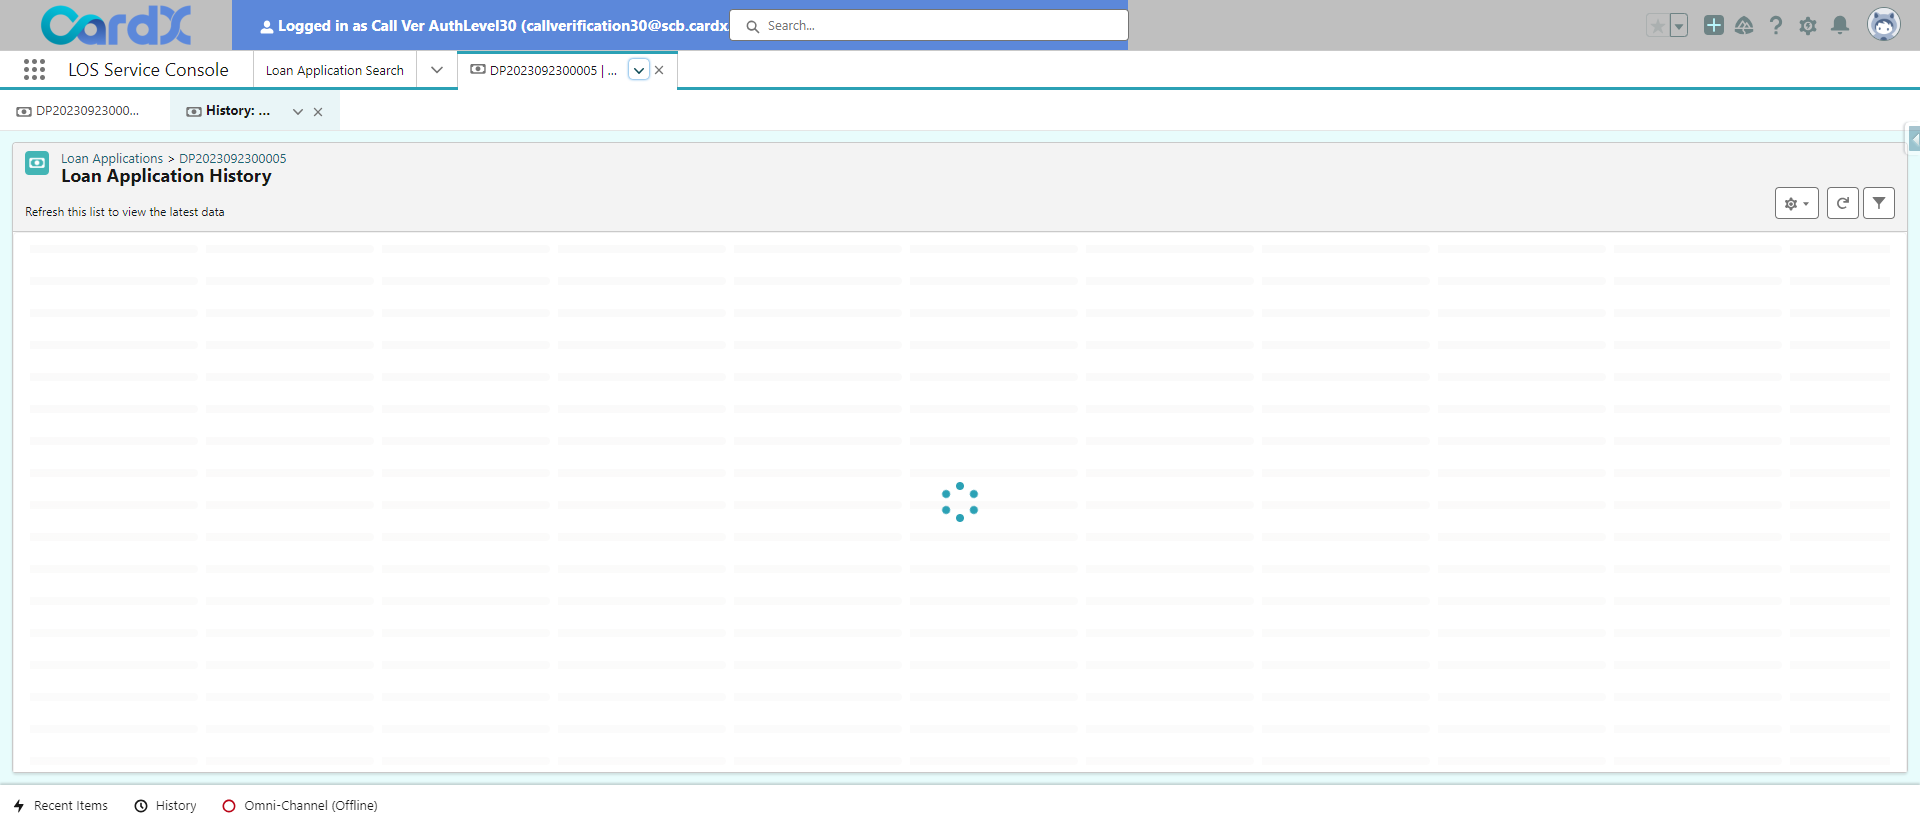 CardX
Logged in as Call Ver AuthLevel30 (callverification30@scb.cardx.
Search...
LOS Service Console
Loan Application Search
DP2023092300005 | ...
DP20230923000...
History: ...
Loan Applications > DP2023092300005
Loan Application History
Refresh this list to view the latest data
Recent Items
History
Omni-Channel (Offline)